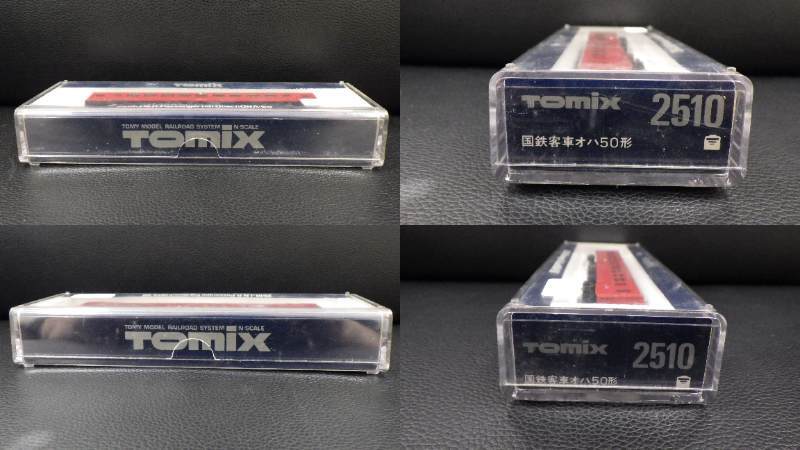 TOMIX
TOMY MODEL RAILROAD SYSTEM N SCALE
TOMIX
TOMIX 2510
国鉄客車オハ50形
TOMY MODEL RAILROAD SYSTEM N SCALE
TOMIX
TOMIX 2510
国鉄客車オハ50形